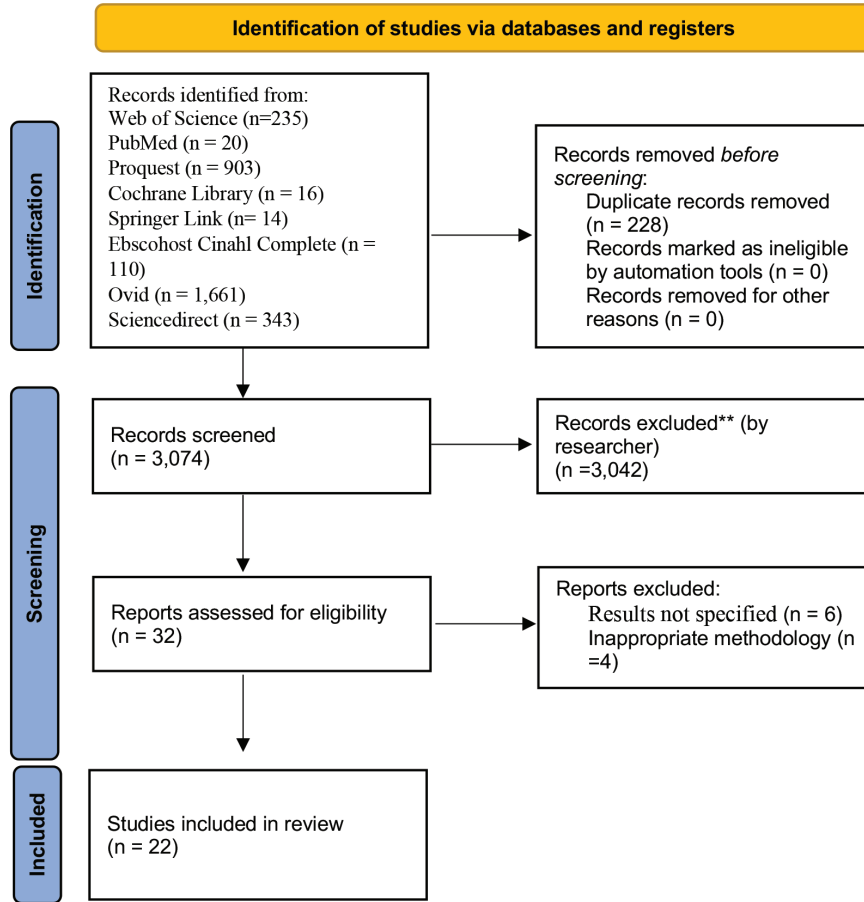 Identification of studies via databases and registers
Identification
Records identified from:
Web of Science (n=235)
PubMed (n = 20)
Proquest (n = 903)
Cochrane Library (n = 16)
Springer Link (n= 14)
Ebscohost Cinahl Complete (n =
110)
Ovid (n = 1,661)
Sciencedirect (n = 343)
Records removed before
screening:
Duplicate records removed
(n = 228)
Records marked as ineligible
by automation tools (n = 0)
Records removed for other
reasons (n = 0)
Screening
Records screened
(n = 3,074)
Records excluded** (by
researcher)
(n =3,042)
Reports assessed for eligibility
(n = 32)
Reports excluded:
Results not specified (n = 6)
Inappropriate methodology (n
=4)
Included
Studies included in review
(n = 22)